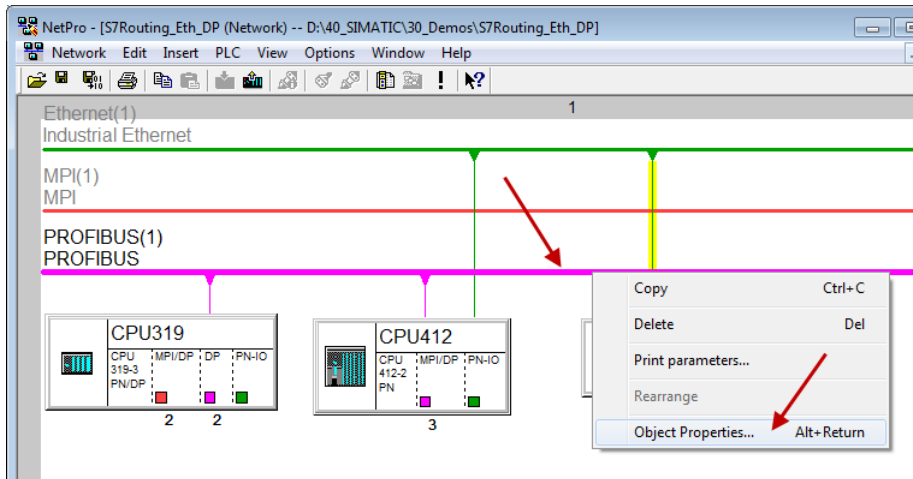 NetPro - [S7Routing_Eth_DP (Network) -- D:\40_SIMATIC\30_Demos\S7Routing_Eth_DP]
Network Edit Insert PLC View Options Window Help
1
Ethernet(1)
Industrial Ethernet
MPI(1)
MPI
PROFIBUS(1)
PROFIBUS
Copy Ctrl+C
Delete Del
Print parameters...
Rearrange
Object Properties... Alt+Return
CPU319
CPU MPI/DP DP PN-IO
319-3
PN/DP
2 2
CPU412
CPU MPI/DP PN-IO
412-2
PN
3